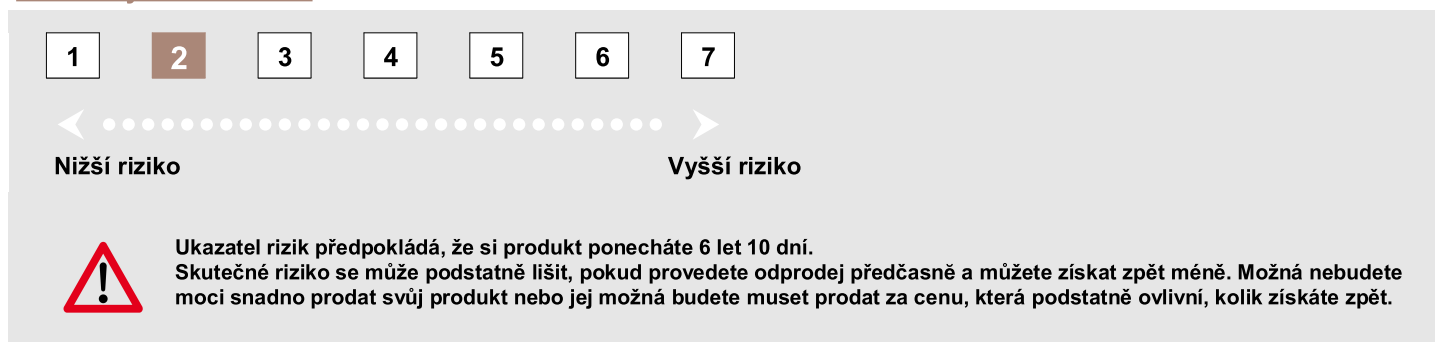 1 2 3 4 5 6 7
Nižší riziko Vyšší riziko
Ukazatel rizik předpokládá, že si produkt ponecháte 6 let 10 dní.
Skutečné riziko se může podstatně lišit, pokud provedete odprodej předčasně a můžete získat zpět méně. Možná nebudete
moci snadno prodat svůj produkt nebo jej možná budete muset prodat za cenu, která podstatně ovlivní, kolik získáte zpět.